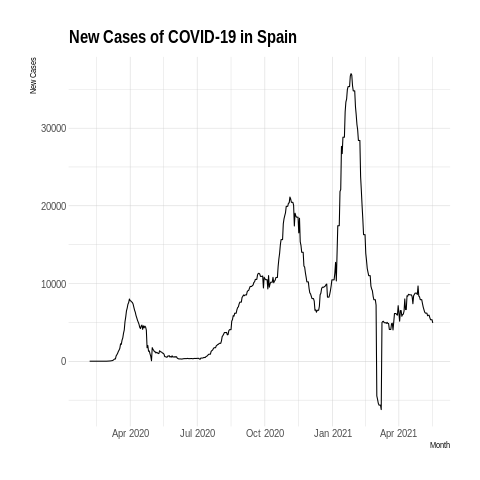 New Cases of COVID-19 in Spain
New Cases
30000
20000
10000
0
Apr 2020 Jul 2020 Oct 2020 Jan 2021 Apr 2021
Month